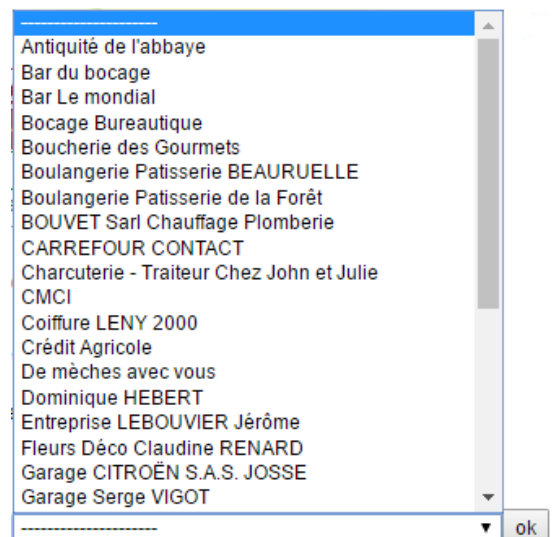 ---------------------
Antiquité de l'abbaye
Bar du bocage
Bar Le mondial
Bocage Bureautique
Boucherie des Gourmets
Boulangerie Patisserie BEAURUELLE
Boulangerie Patisserie de la Forêt
BOUVET Sarl Chauffage Plomberie
CARREFOUR CONTACT
Charcuterie - Traiteur Chez John et Julie
CMCI
Coiffure LENY 2000
Crédit Agricole
De mèches avec vous
Dominique HEBERT
Entreprise LEBOUVIER Jérôme
Fleurs Déco Claudine RENARD
Garage CITROËN S.A.S. JOSSE
Garage Serge VIGOT
--------------------- ok